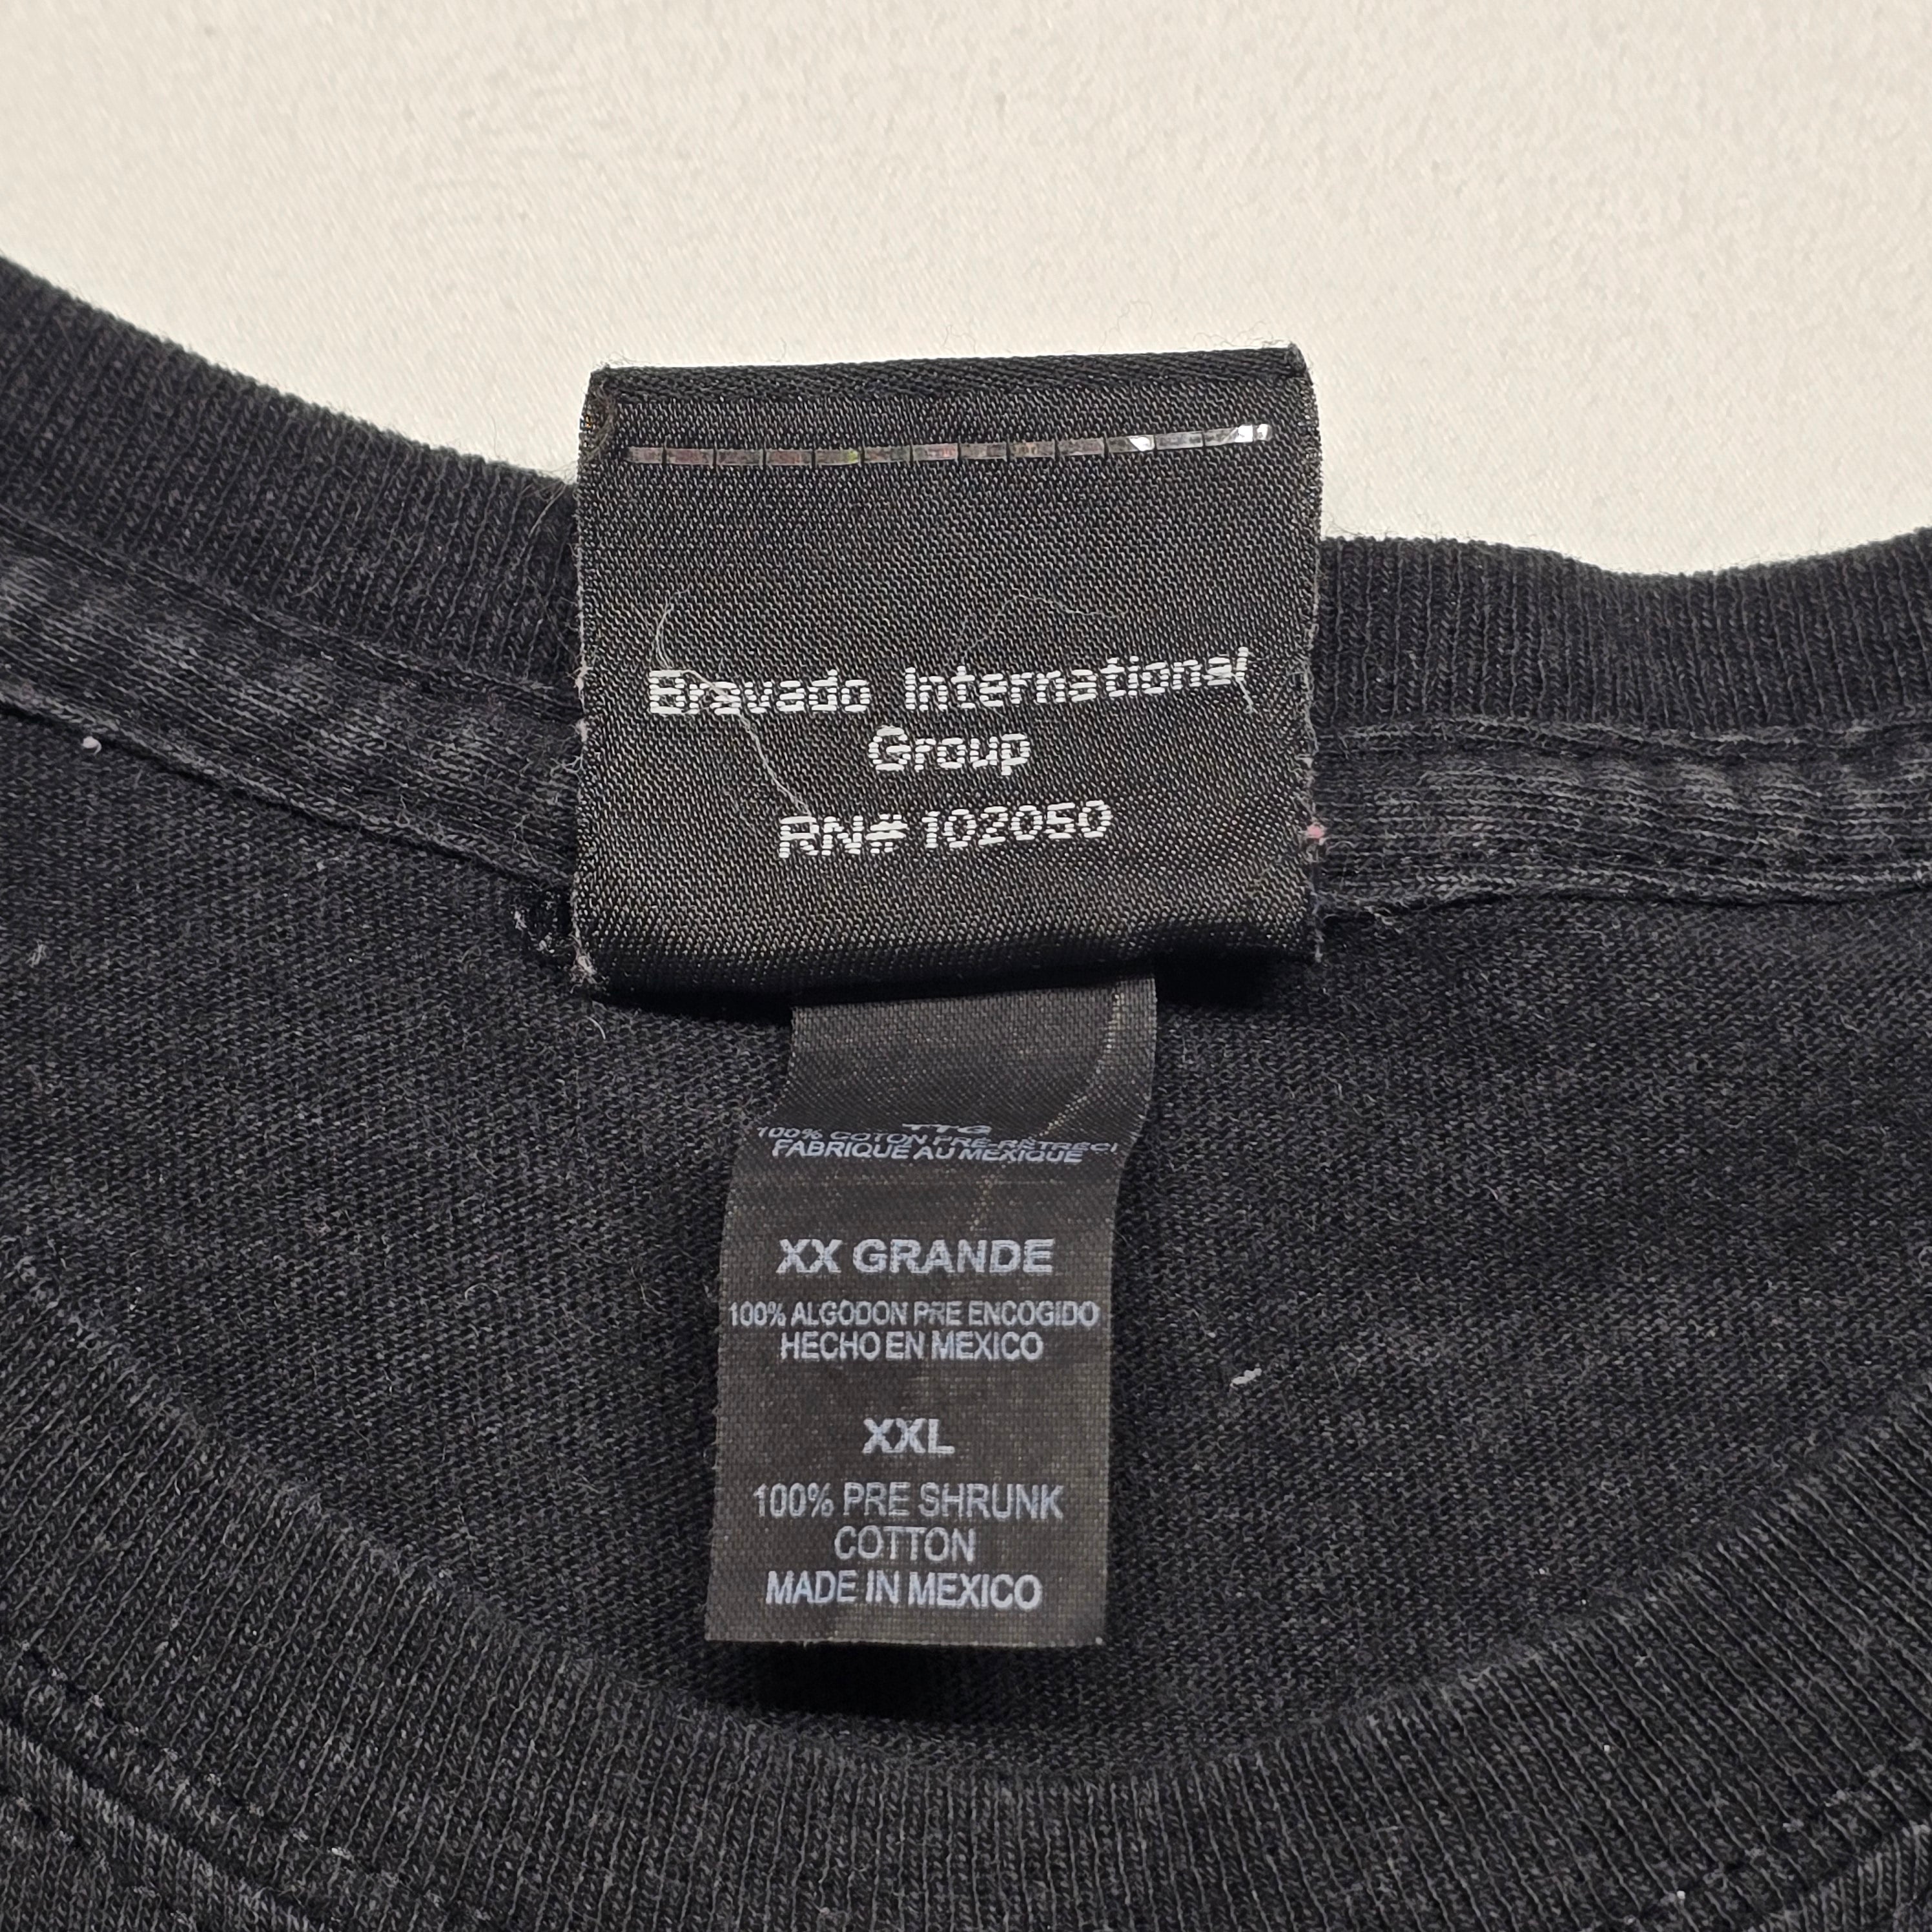 Bravado International
Group
RN# 102050
TTG
100% COTON PRE-RÉTRECI
FABRIQUE AU MEXIQUE
XX GRANDE
100% ALGODON PRE ENCOGIDO
HECHO EN MEXICO
XXL
100% PRE SHRUNK
COTTON
MADE IN MEXICO